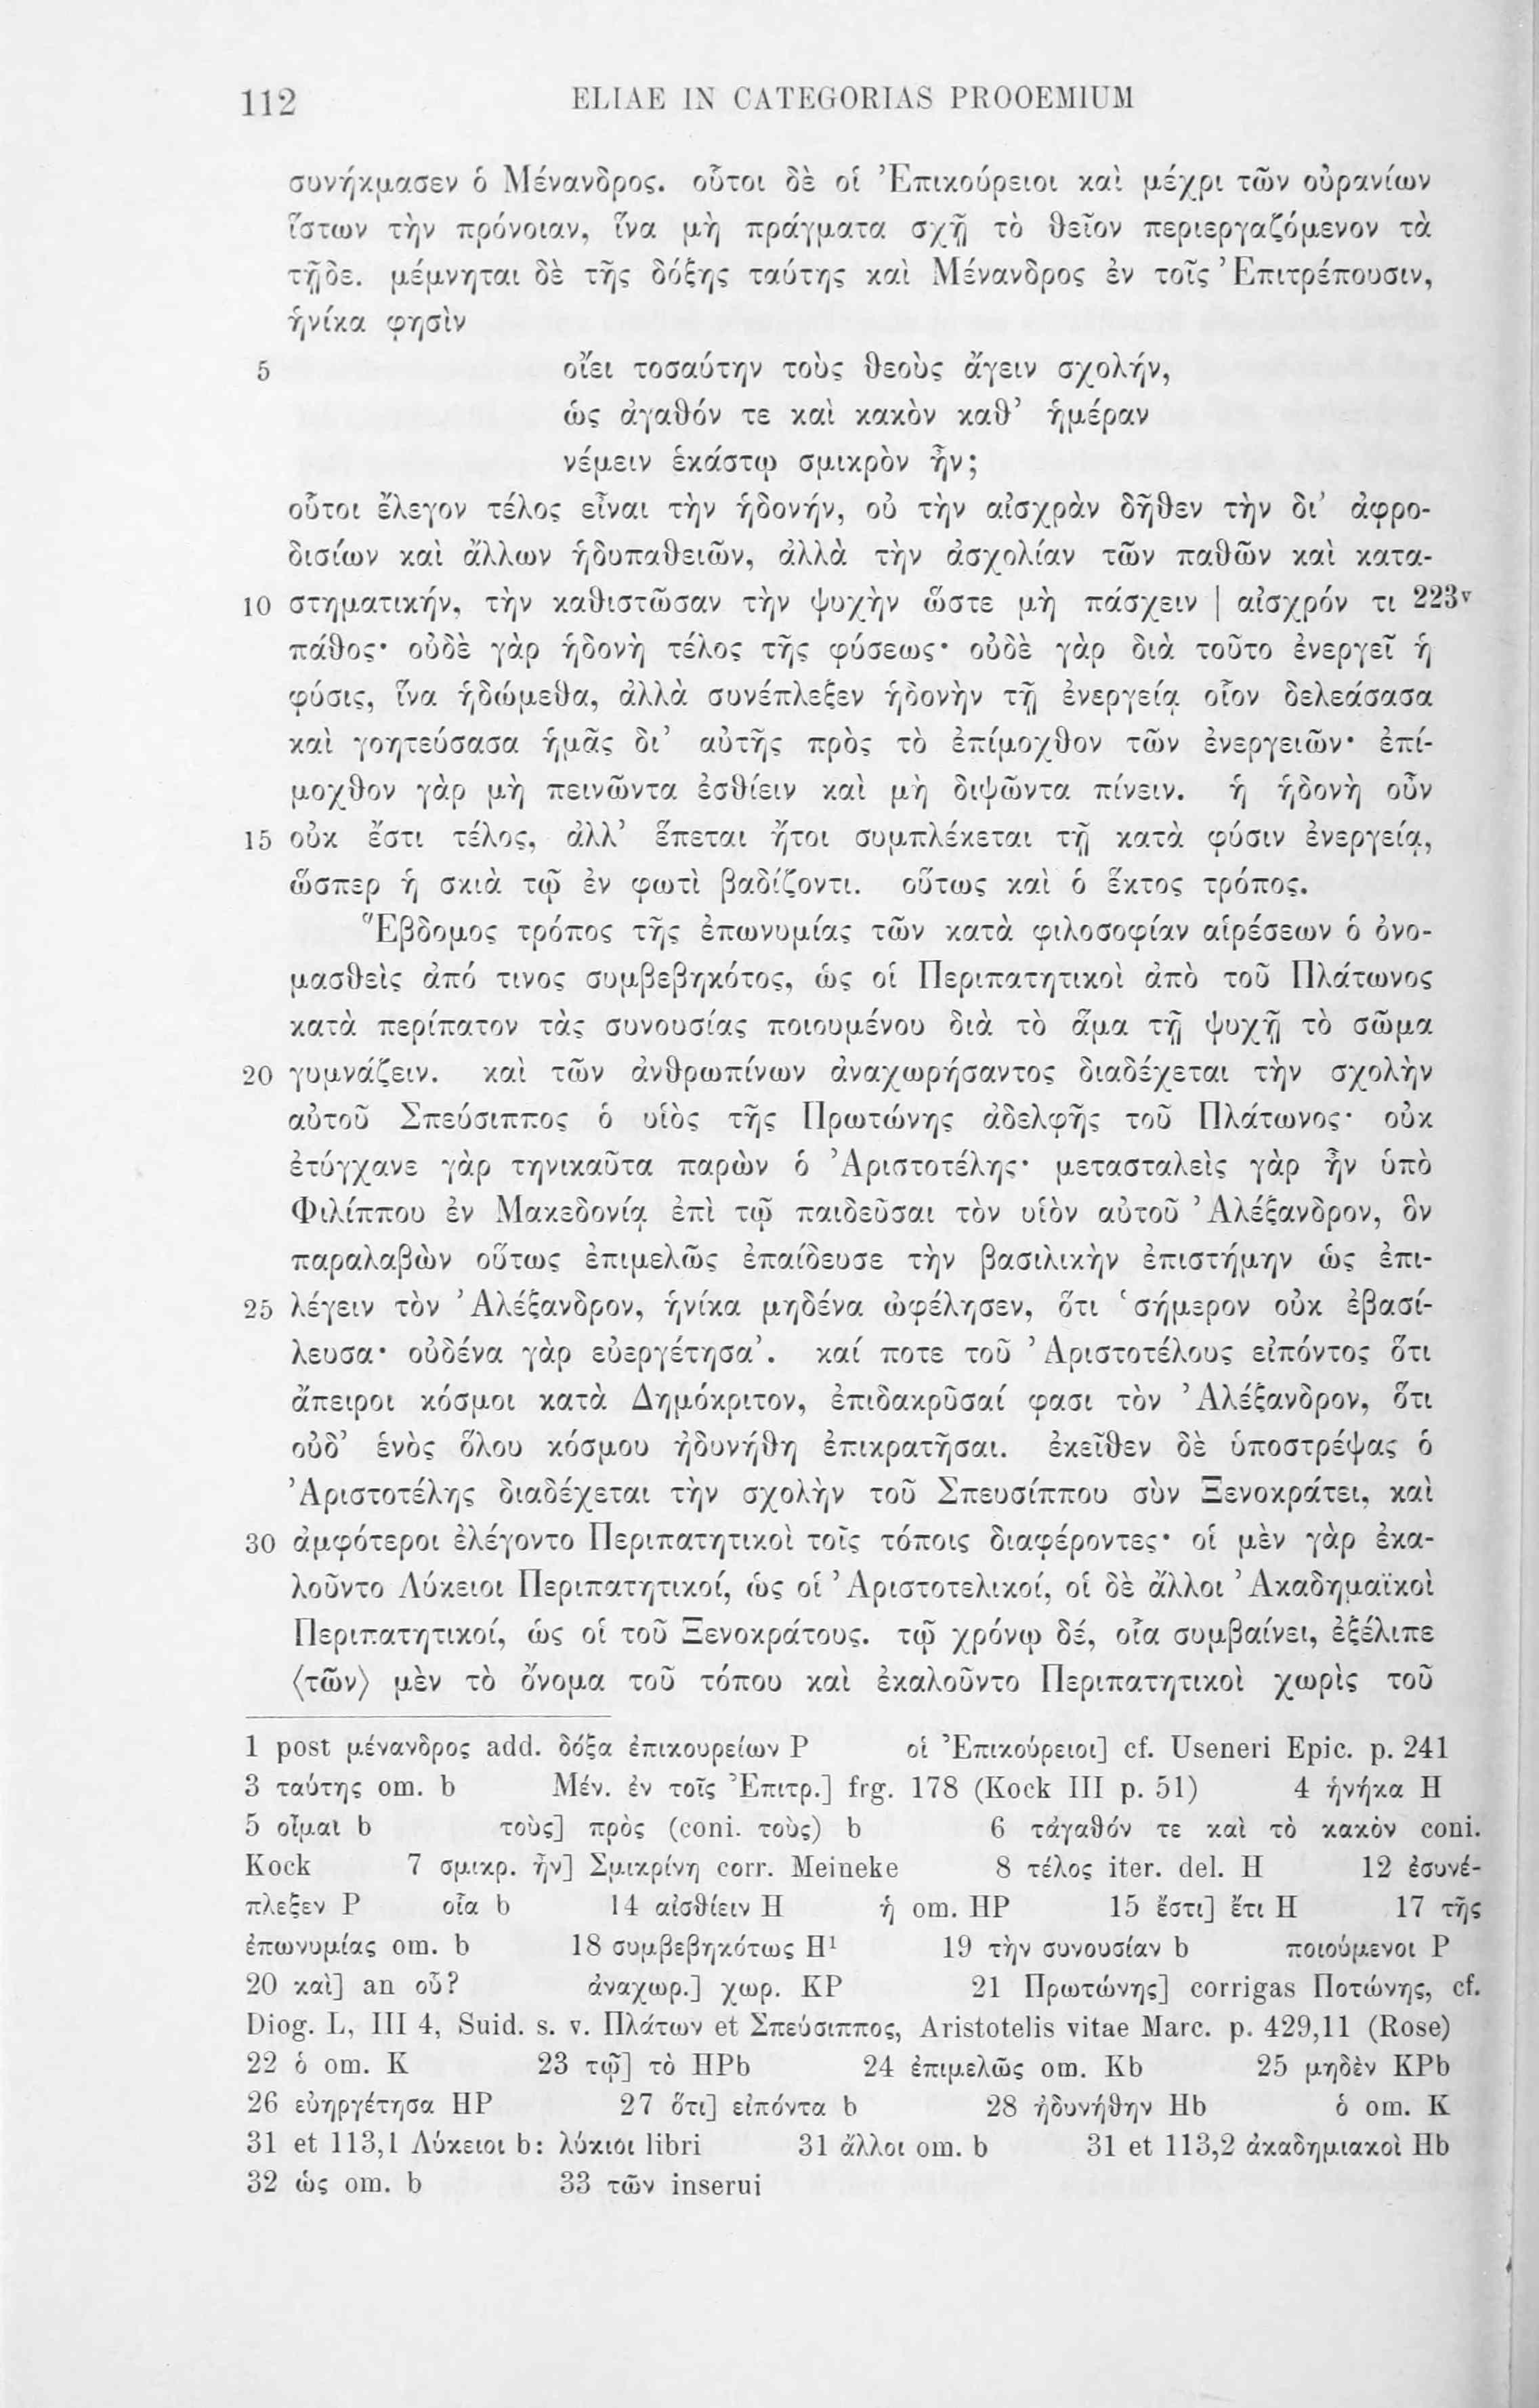 112 ELIAE IN CATEGORIAS PROOEMIUM
συνήκμασεν ὁ Μένανδρος. οὗτοι δὲ οἱ Ἐπικούρειοι καὶ μέχρι τῶν οὐρανίων
ἵστων τὴν πρόνοιαν, ἵνα μὴ πράγματα σχῇ τὸ θεῖον περιεργαζόμενον τὰ
τῇδε. μέμνηται δὲ τῆς δόξης ταύτης καὶ Μένανδρος ἐν τοῖς Ἐπιτρέπουσιν,
ἡνίκα φησὶν
5 οἴει τοσαύτην τοὺς θεοὺς ἄγειν σχολήν,
ὡς ἀγαθόν τε καὶ κακὸν καθ’ ἡμέραν
νέμειν ἑκάστῳ σμικρὸν ἦν;
οὗτοι ἔλεγον τέλος εἶναι τὴν ἡδονήν, οὐ τὴν αἰσχρὰν δῆθεν τὴν δι’ ἀφρο-
δισίων καὶ ἄλλων ἡδυπαθειῶν, ἀλλὰ τὴν ἀσχολίαν τῶν παθῶν καὶ κατα-
10 στηματικήν, τὴν καθιστῶσαν τὴν ψυχὴν ὥστε μὴ πάσχειν | αἰσχρόν τι 223v
πάθος· οὐδὲ γὰρ ἡδονὴ τέλος τῆς φύσεως· οὐδὲ γὰρ διὰ τοῦτο ἐνεργεῖ ἡ
φύσις, ἵνα ἡδώμεθα, ἀλλὰ συνέπλεξεν ἡδονὴν τῇ ἐνεργείᾳ οἷον δελεάσασα
καὶ γοητεύσασα ἡμᾶς δι’ αὐτῆς πρὸς τὸ ἐπίμοχθον τῶν ἐνεργειῶν· ἐπί-
μοχθον γὰρ μὴ πεινῶντα ἐσθίειν καὶ μὴ διψῶντα πίνειν. ἡ ἡδονὴ οὖν
15 οὐκ ἔστι τέλος, ἀλλ’ ἕπεται ἤτοι συμπλέκεται τῇ κατὰ φύσιν ἐνεργείᾳ,
ὥσπερ ἡ σκιὰ τῷ ἐν φωτὶ βαδίζοντι. οὕτως καὶ ὁ ἕκτος τρόπος.
Ἕβδομος τρόπος τῆς ἐπωνυμίας τῶν κατὰ φιλοσοφίαν αἱρέσεων ὁ ὀνο-
μασθεὶς ἀπό τινος συμβεβηκότος, ὡς οἱ Περιπατητικοὶ ἀπὸ τοῦ Πλάτωνος
κατὰ περίπατον τὰς συνουσίας ποιουμένου διὰ τὸ ἅμα τῇ ψυχῇ τὸ σῶμα
20 γυμνάζειν. καὶ τῶν ἀνθρωπίνων ἀναχωρήσαντος διαδέχεται τὴν σχολὴν
αὐτοῦ Σπεύσιππος ὁ υἱὸς τῆς Πρωτώνης ἀδελφῆς τοῦ Πλάτωνος· οὐκ
ἐτύγχανε γὰρ τηνικαῦτα παρὼν ὁ Ἀριστοτέλης· μετασταλεὶς γὰρ ἦν ὑπὸ
Φιλίππου ἐν Μακεδονίᾳ ἐπὶ τῷ παιδεῦσαι τὸν υἱὸν αὐτοῦ Ἀλέξανδρον, ὃν
παραλαβὼν οὕτως ἐπιμελῶς ἐπαίδευσε τὴν βασιλικὴν ἐπιστήμην ὡς ἐπι-
25 λέγειν τὸν Ἀλέξανδρον, ἡνίκα μηδένα ὠφέλησεν, ὅτι ‘σήμερον οὐκ ἐβασί-
λευσα· οὐδένα γὰρ εὐεργέτησα’. καί ποτε τοῦ Ἀριστοτέλους εἰπόντος ὅτι
ἄπειροι κόσμοι κατὰ Δημόκριτον, ἐπιδακρῦσαί φασι τὸν Ἀλέξανδρον, ὅτι
οὐδ’ ἑνὸς ὅλου κόσμου ἠδυνήθη ἐπικρατῆσαι. ἐκεῖθεν δὲ ὑποστρέψας ὁ
Ἀριστοτέλης διαδέχεται τὴν σχολὴν τοῦ Σπευσίππου σὺν Ξενοκράτει, καὶ
30 ἀμφότεροι ἐλέγοντο Περιπατητικοὶ τοῖς τόποις διαφέροντες· οἱ μὲν γὰρ ἐκα-
λοῦντο Λύκειοι Περιπατητικοί, ὡς οἱ Ἀριστοτελικοί, οἱ δὲ ἄλλοι Ἀκαδημαϊκοὶ
Περιπατητικοί, ὡς οἱ τοῦ Ξενοκράτους. τῷ χρόνῳ δέ, οἷα συμβαίνει, ἐξέλιπε
⟨τῶν⟩ μὲν τὸ ὄνομα τοῦ τόπου καὶ ἐκαλοῦντο Περιπατητικοὶ χωρὶς τοῦ
1 post μένανδρος add. δόξα ἐπικουρείων P οἱ Ἐπικούρειοι] cf. Useneri Epic. p. 241
3 ταύτης om. b Μέν. ἐν τοῖς Ἐπιτρ.] frg. 178 (Kock III p. 51) 4 ἡνήκα H
5 οἶμαι b τοὺς] πρὸς (coni. τοὺς) b 6 τἀγαθόν τε καὶ τὸ κακὸν coni.
Kock 7 σμικρ. ἦν] Σμικρίνη corr. Meineke 8 τέλος iter. del. H 12 ἐσυνέ-
πλεξεν P οἷα b 14 αἰσθίειν H ἡ om. HP 15 ἔστι] ἔτι H 17 τῆς
ἐπωνυμίας om. b 18 συμβεβηκότως H¹ 19 τὴν συνουσίαν b ποιούμενοι P
20 καὶ] an οὗ? ἀναχωρ.] χωρ. KP 21 Πρωτώνης] corrigas Ποτώνης, cf.
Diog. L, III 4, Suid. s. v. Πλάτων et Σπεύσιππος, Aristotelis vitae Marc. p. 429,11 (Rose)
22 ὁ om. K 23 τῷ] τὸ HPb 24 ἐπιμελῶς om. Kb 25 μηδὲν KPb
26 εὐηργέτησα HP 27 ὅτι] εἰπόντα b 28 ἠδυνήθην Hb ὁ om. K
31 et 113,1 Λύκειοι b: λύκιοι libri 31 ἄλλοι om. b 31 et 113,2 ἀκαδημιακοὶ Hb
32 ὡς om. b 33 τῶν inserui